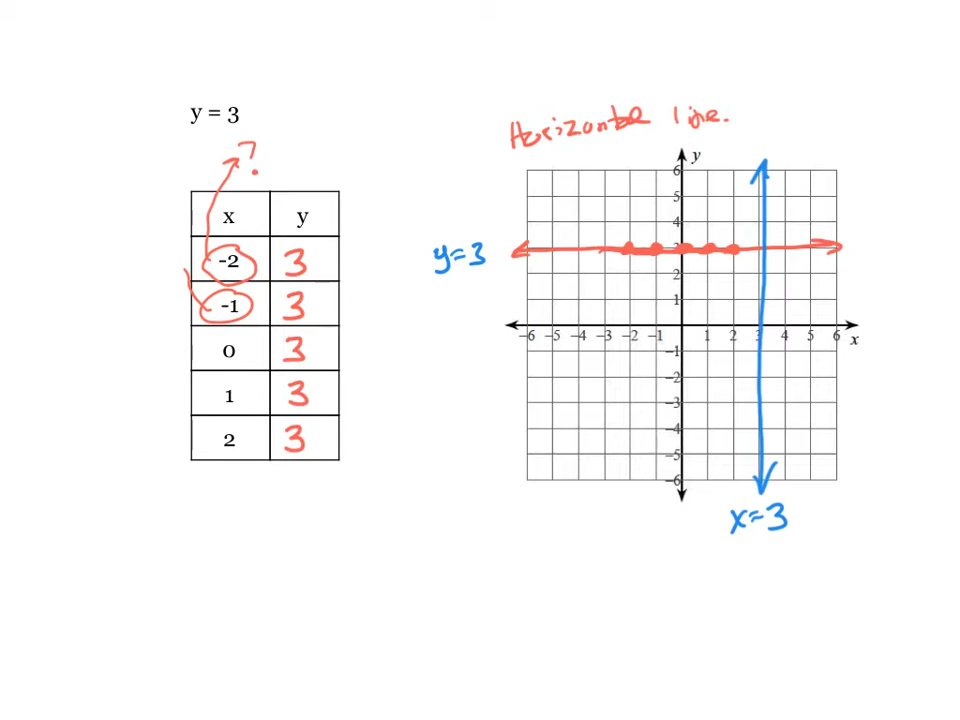 y = 3
?
Horizontal line.
x y
-2 3
-1 3
0 3
1 3
2 3
y
6
5
4
3
2
1
-6 -5 -4 -3 -2 -1 1 2 3 4 5 6 x
-1
-2
-3
-4
-5
-6
y=3
x=3